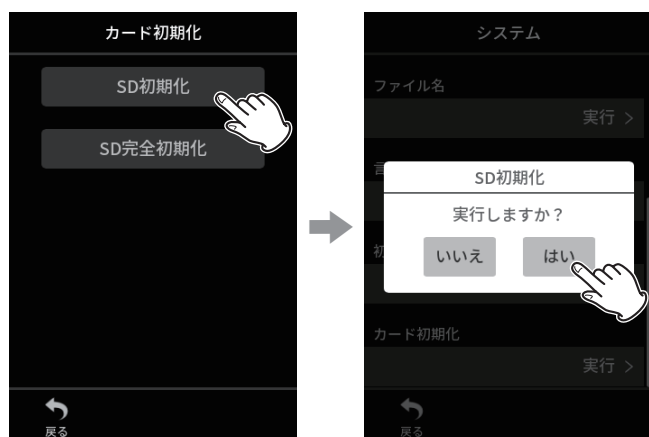 カード初期化
SD初期化
SD完全初期化
戻る
システム
ファイル名
実行 >
言
SD初期化
実行しますか？
いいえ
はい
初
カード初期化
実行 >
戻る